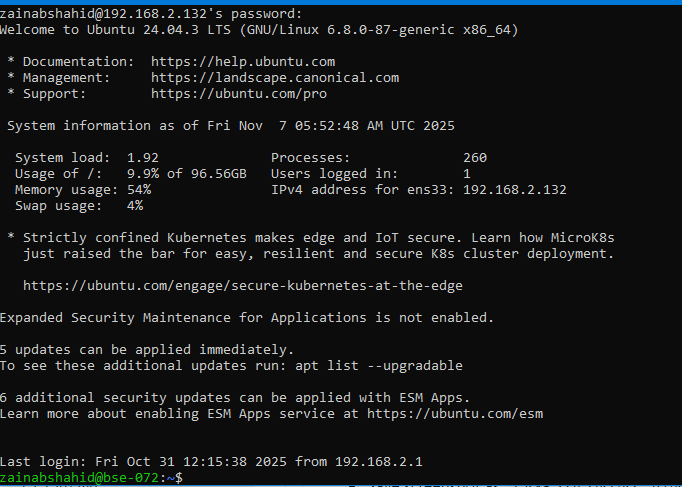 zainabshahid@192.168.2.132's password:
Welcome to Ubuntu 24.04.3 LTS (GNU/Linux 6.8.0-87-generic x86_64)
* Documentation:  https://help.ubuntu.com
* Management:     https://landscape.canonical.com
* Support:        https://ubuntu.com/pro
System information as of Fri Nov  7 05:52:48 AM UTC 2025
System load:  1.92              Processes:              260
Usage of /:   9.9% of 96.56GB   Users logged in:        1
Memory usage: 54%               IPv4 address for ens33: 192.168.2.132
Swap usage:   4%
* Strictly confined Kubernetes makes edge and IoT secure. Learn how MicroK8s
just raised the bar for easy, resilient and secure K8s cluster deployment.
https://ubuntu.com/engage/secure-kubernetes-at-the-edge
Expanded Security Maintenance for Applications is not enabled.
5 updates can be applied immediately.
To see these additional updates run: apt list --upgradable
6 additional security updates can be applied with ESM Apps.
Learn more about enabling ESM Apps service at https://ubuntu.com/esm
Last login: Fri Oct 31 12:15:38 2025 from 192.168.2.1
zainabshahid@bse-072:~$